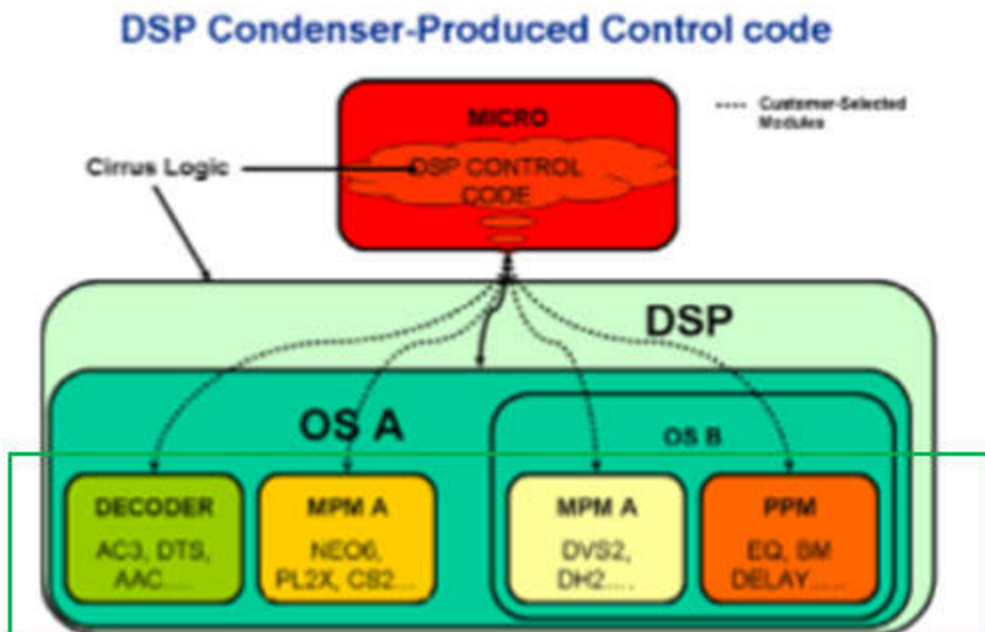 DSP Condenser-Produced Control code
MICRO
Customer-Selected
Modules
Cirrus Logic
DSP CONTROL
CODE
DSP
OS A
OS B
DECODER
AC3, DTS,
AAC....
MPM A
NEO6,
PL2X, CS2...
MPM A
DVS2,
DH2....
PPM
EQ, BM
DELAY.....